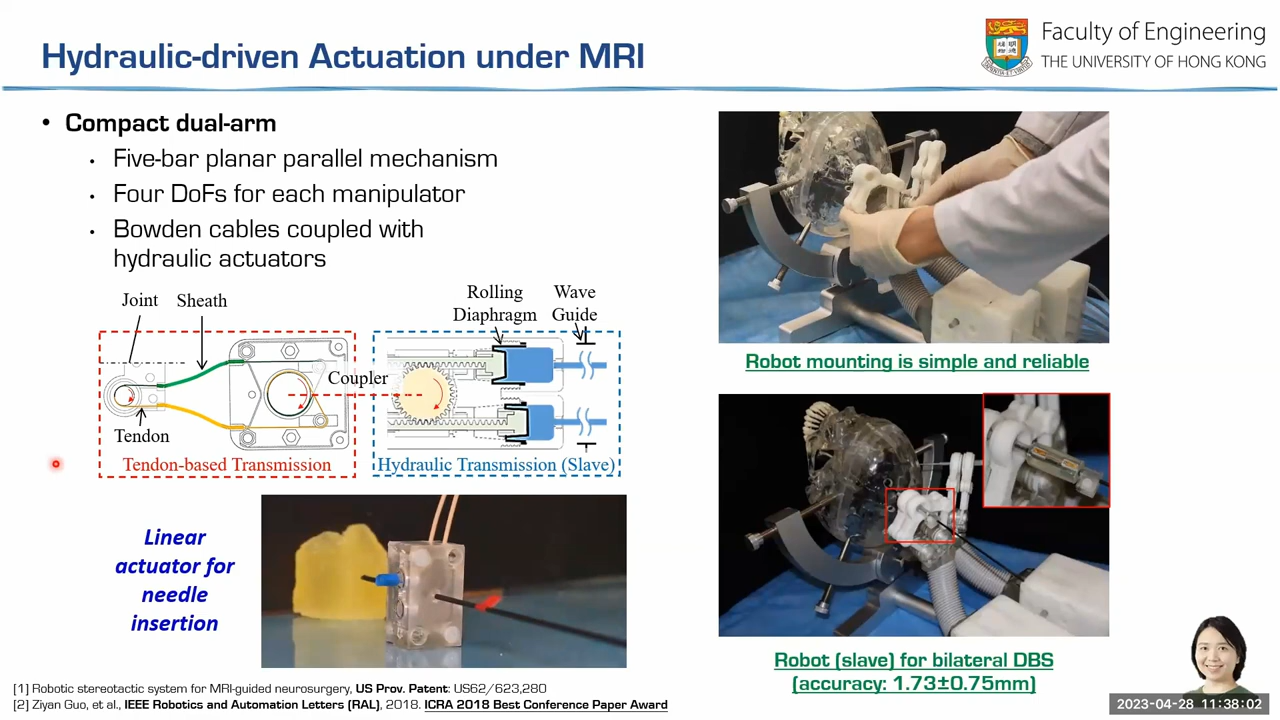 Hydraulic-driven Actuation under MRI
Faculty of Engineering
THE UNIVERSITY OF HONG KONG
• Compact dual-arm
• Five-bar planar parallel mechanism
• Four DoFs for each manipulator
• Bowden cables coupled with
hydraulic actuators
Joint
Sheath
Tendon
Coupler
Tendon-based Transmission
Rolling
Diaphragm
Wave
Guide
Hydraulic Transmission (Slave)
Linear
actuator for
needle
insertion
Robot mounting is simple and reliable
Robot (slave) for bilateral DBS
(accuracy: 1.73±0.75mm)
[1] Robotic stereotactic system for MRI-guided neurosurgery, US Prov. Patent: US62/623,280
[2] Ziyan Guo, et al., IEEE Robotics and Automation Letters (RAL), 2018. ICRA 2018 Best Conference Paper Award
2023-04-28 11:38:02